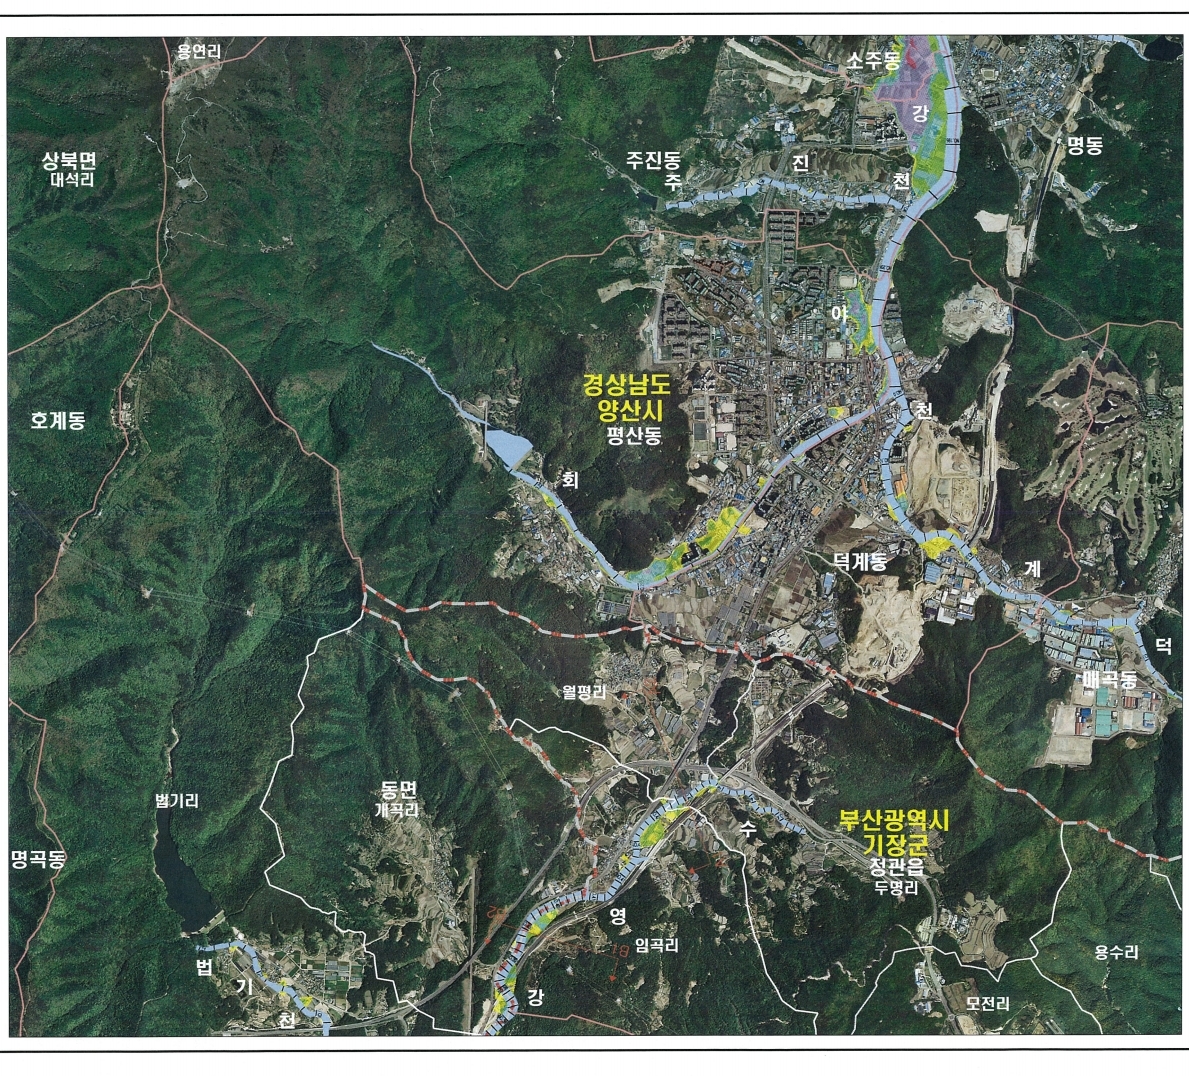 용연리
소주동
강
상북면
대석리
명동
주진동
주
진
천
야
경상남도
양산시
평산동
호계동
천
회
덕계동
계
덕
매곡동
월평리
동면
개곡리
법기리
부산광역시
기장군
정관읍
두명리
수
명곡동
영
임곡리
용수리
법
기
천
강
모전리